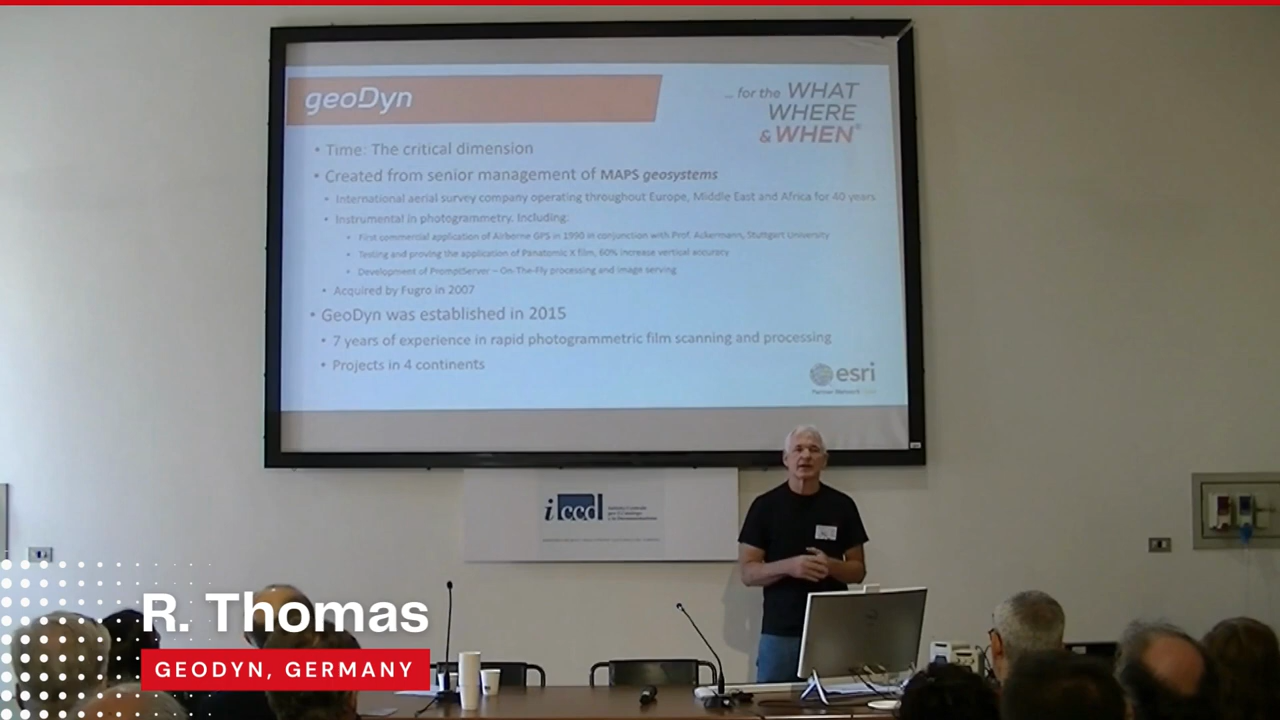 geoDyn
... for the WHAT
WHERE
& WHEN®
• Time: The critical dimension
• Created from senior management of MAPS geosystems
• International aerial survey company operating throughout Europe, Middle East and Africa for 40 years
• Instrumental in photogrammetry. Including:
• First commercial application of Airborne GPS in 1990 in conjunction with Prof. Ackermann, Stuttgart University
• Testing and proving the application of Panatomic X film, 60% increase vertical accuracy
• Development of PromptServer – On-The-Fly processing and image serving
• Acquired by Fugro in 2007
• GeoDyn was established in 2015
• 7 years of experience in rapid photogrammetric film scanning and processing
• Projects in 4 continents
esri
Partner Network
iccd
R. Thomas
GEODYN, GERMANY